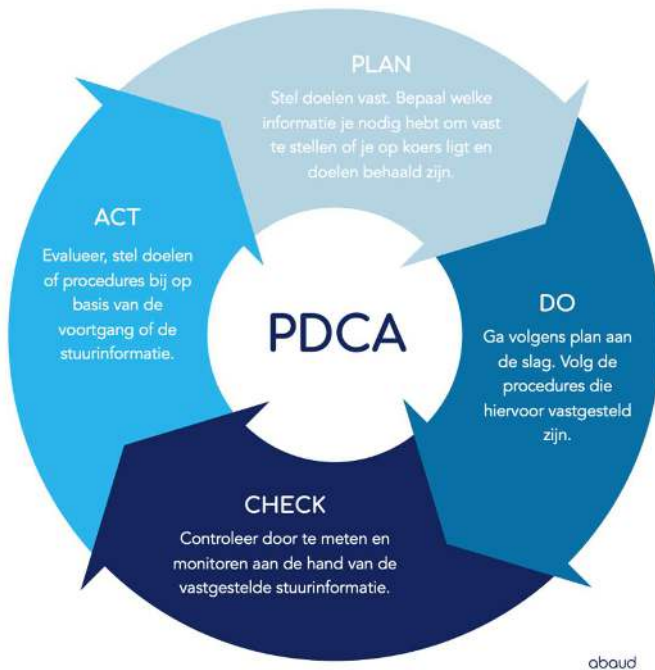 PLAN
Stel doelen vast. Bepaal welke
informatie je nodig hebt om vast
te stellen of je op koers ligt en
doelen behaald zijn.
DO
Ga volgens plan aan
de slag. Volg de
procedures die
hiervoor vastgesteld
zijn.
CHECK
Controleer door te meten en
monitoren aan de hand van de
vastgestelde stuurinformatie.
ACT
Evalueer, stel doelen
of procedures bij op
basis van de
voortgang of de
stuurinformatie.
PDCA
abaud